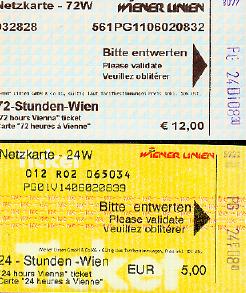 Netzkarte - 72W WIENER LINIEN
032828 561PG1106020832
Bitte entwerten
Please validate
Veuillez oblitérer
72-Stunden-Wien
"72 hours Vienna" ticket
Carte "72 heures à Vienne"
€ 12,00
Netzkarte - 24W WIENER LINIEN
012 R02 065034
Bitte entwerten
Please validate
Veuillez oblitérer
24 - Stunden -Wien
"24 hours Vienna" ticket
Carte "24 heures à Vienne"
EUR 5,00